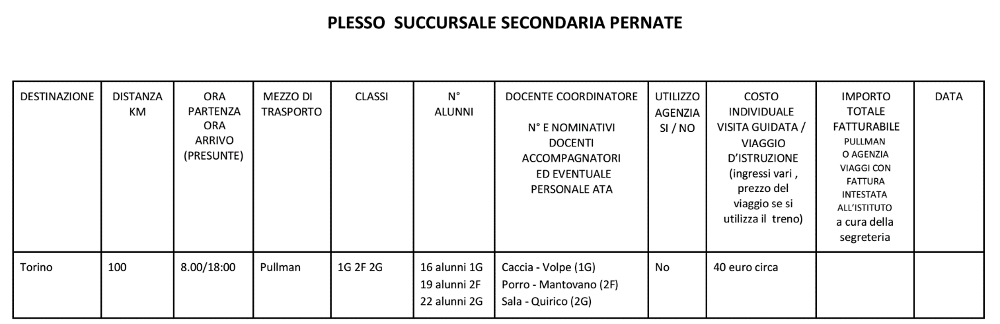 PLESSO  SUCCURSALE SECONDARIA PERNATE
DESTINAZIONE
DISTANZA
KM
ORA
PARTENZA
ORA
ARRIVO
(PRESUNTE)
MEZZO DI
TRASPORTO
CLASSI
N°
ALUNNI
DOCENTE COORDINATORE
N° E NOMINATIVI
DOCENTI
ACCOMPAGNATORI
ED EVENTUALE
PERSONALE ATA
UTILIZZO
AGENZIA
SI / NO
COSTO
INDIVIDUALE
VISITA GUIDATA /
VIAGGIO
D’ISTRUZIONE
(ingressi vari ,
prezzo del
viaggio se si
utilizza il  treno)
IMPORTO
TOTALE
FATTURABILE
PULLMAN
O AGENZIA
VIAGGI CON
FATTURA
INTESTATA
ALL’ISTITUTO
a cura della
segreteria
DATA
Torino
100
8.00/18:00
Pullman
1G 2F 2G
16 alunni 1G
19 alunni 2F
22 alunni 2G
Caccia - Volpe (1G)
Porro - Mantovano (2F)
Sala - Quirico (2G)
No
40 euro circa